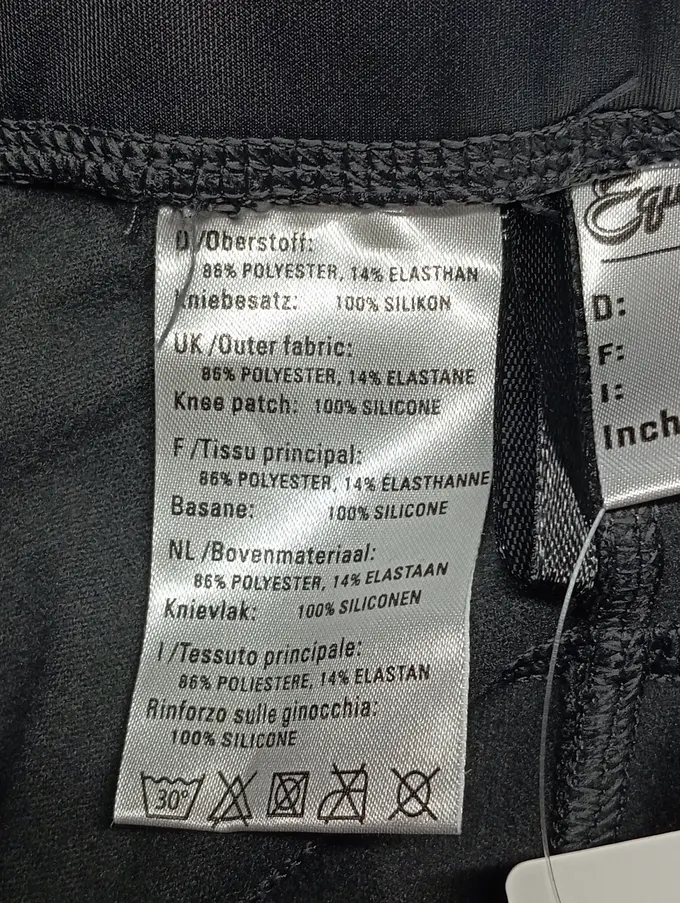 D/Oberstoff:
86% POLYESTER, 14% ELASTHAN
Kniebesatz: 100% SILIKON
UK/Outer fabric:
86% POLYESTER, 14% ELASTANE
Knee patch: 100% SILICONE
F/Tissu principal:
86% POLYESTER, 14% ÉLASTHANNE
Basane: 100% SILICONE
NL/Bovenmateriaal:
86% POLYESTER, 14% ELASTAAN
Knievlak: 100% SILICONEN
I/Tessuto principale:
86% POLIESTERE, 14% ELASTAN
Rinforzo sulle ginocchia:
100% SILICONE
30°
D:
F:
I: